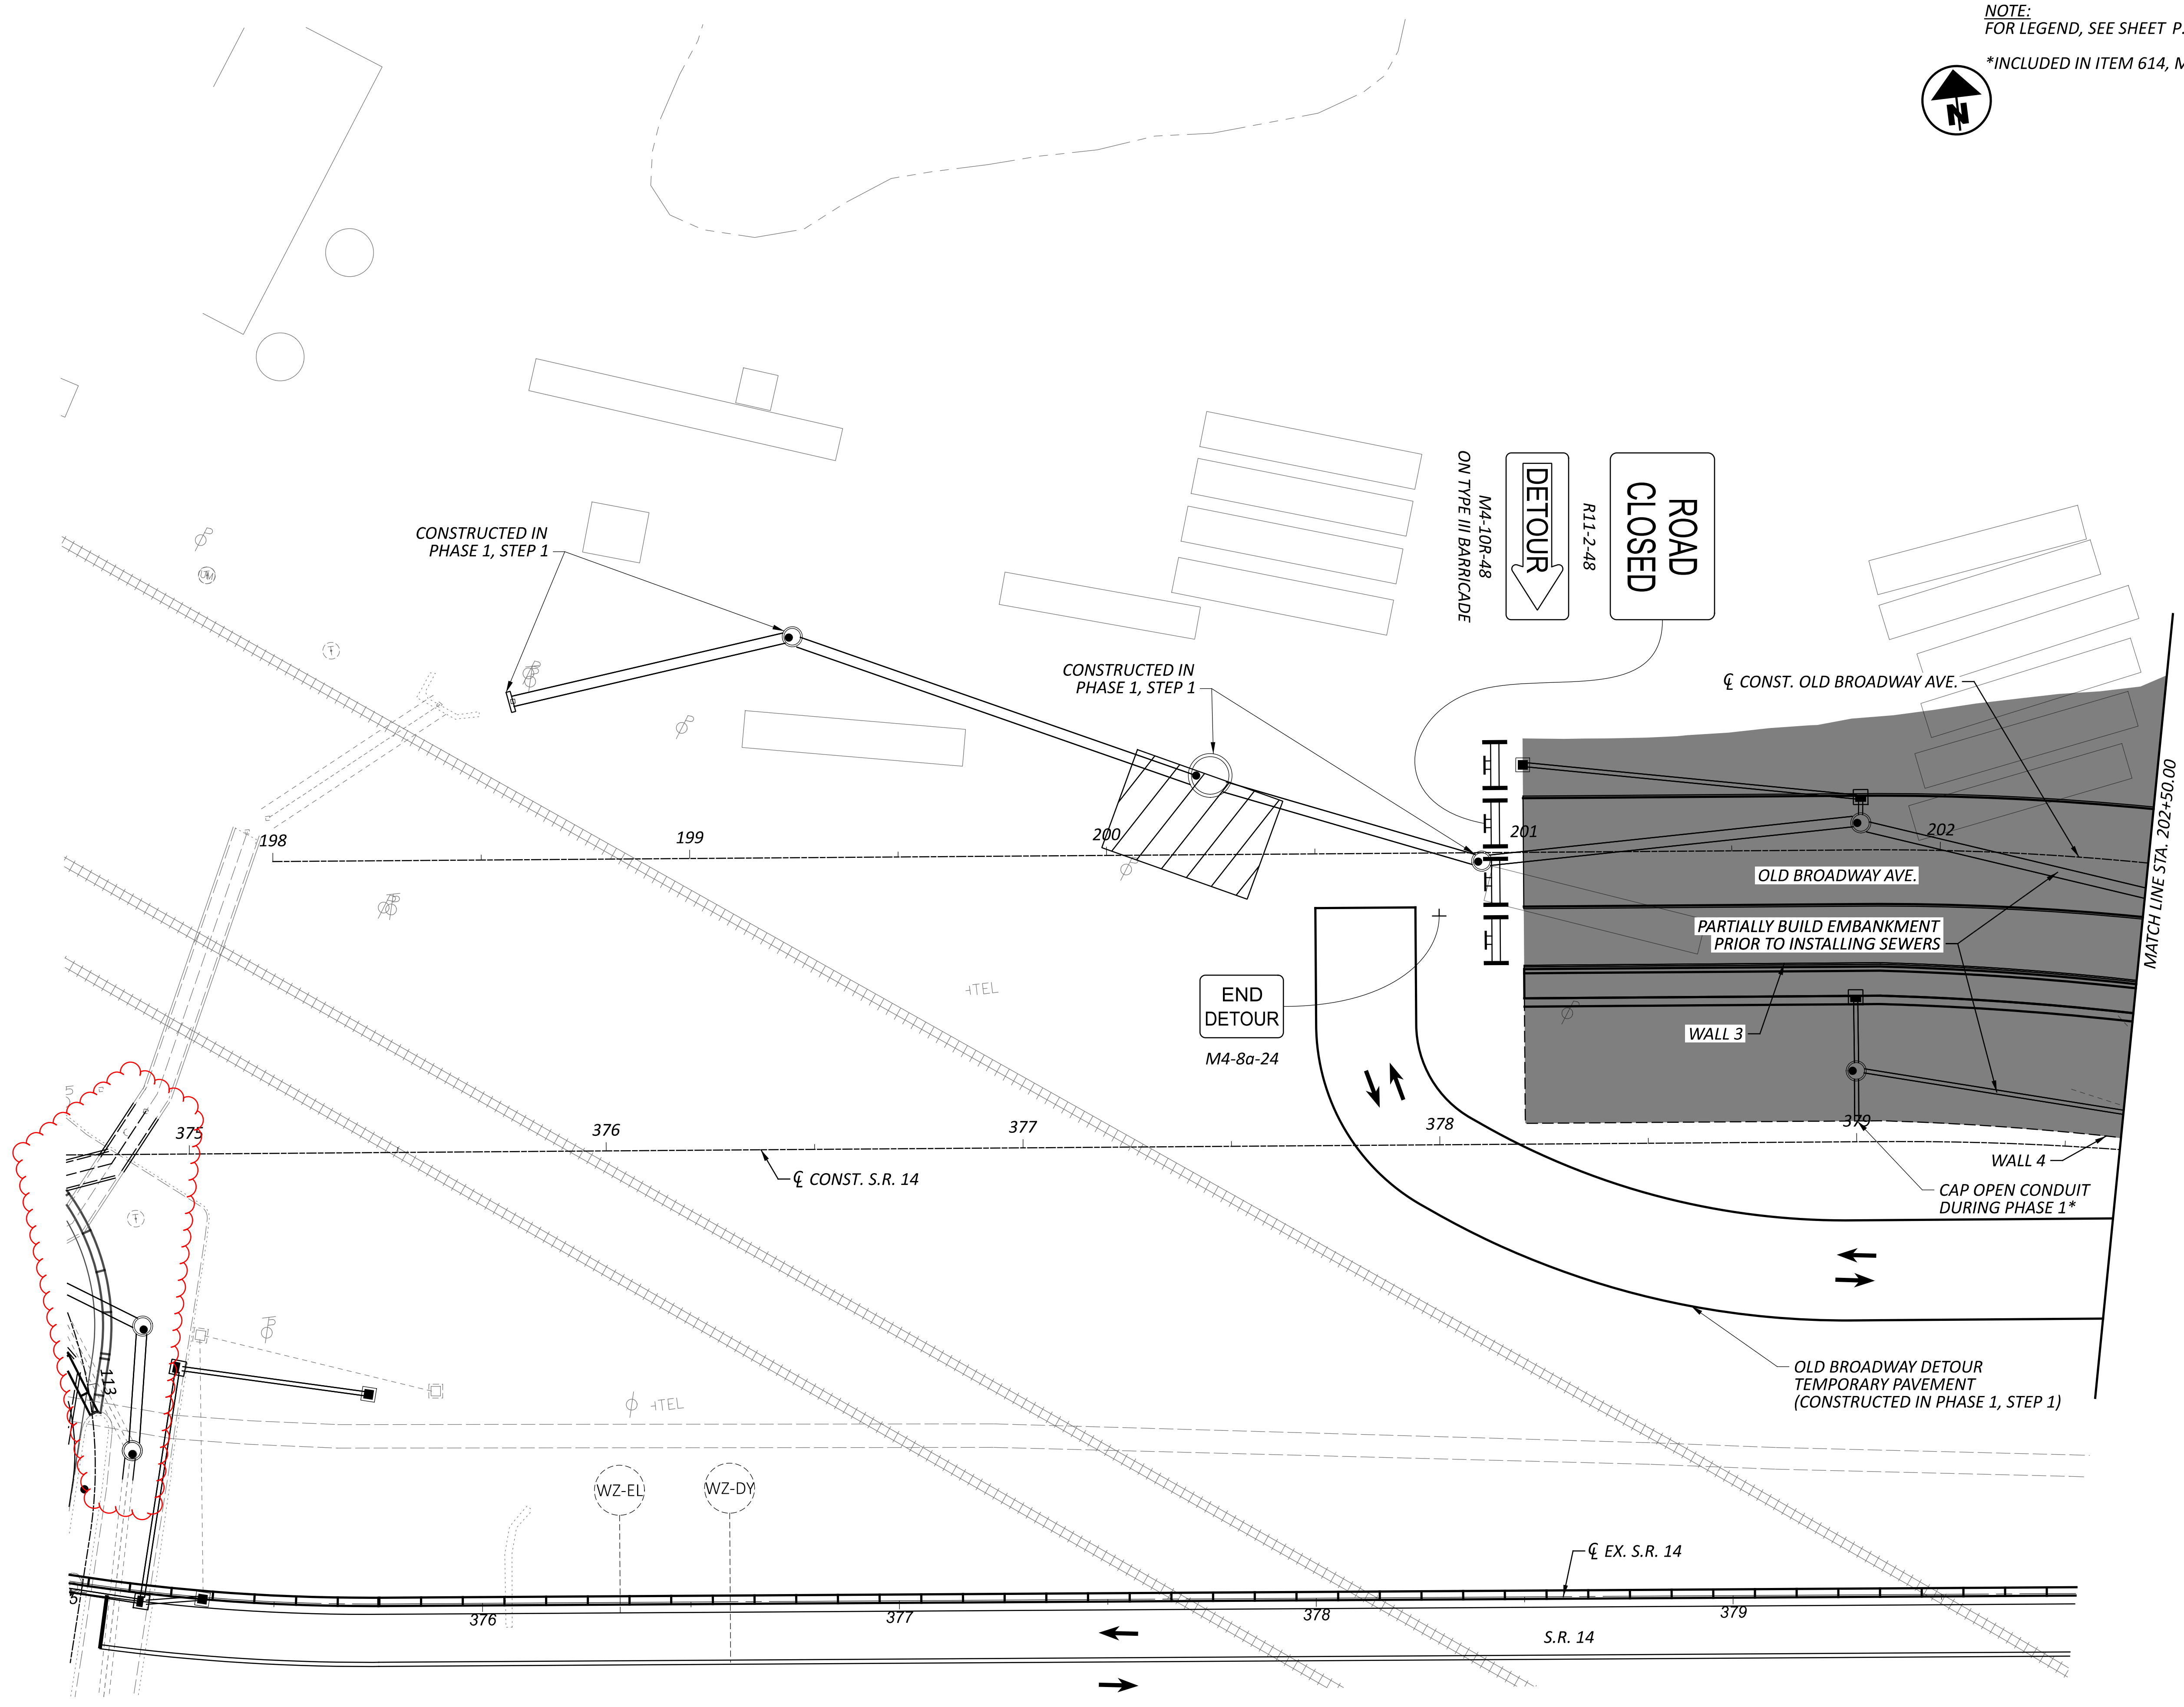 NOTE:
FOR LEGEND, SEE SHEET P.
*INCLUDED IN ITEM 614, M
N
CONSTRUCTED IN
PHASE 1, STEP 1
ON TYPE III BARRICADE
M4-10R-48
DETOUR
R11-2-48
ROAD
CLOSED
CONSTRUCTED IN
PHASE 1, STEP 1
℄ CONST. OLD BROADWAY AVE.
MATCH LINE STA. 202+50.00
198
199
200
201
202
OLD BROADWAY AVE.
PARTIALLY BUILD EMBANKMENT
PRIOR TO INSTALLING SEWERS
HTEL
END
DETOUR
M4-8a-24
WALL 3
375
376
377
378
379
℄ CONST. S.R. 14
WALL 4
CAP OPEN CONDUIT
DURING PHASE 1*
OLD BROADWAY DETOUR
TEMPORARY PAVEMENT
(CONSTRUCTED IN PHASE 1, STEP 1)
113
HTEL
WZ-EL
WZ-DY
℄ EX. S.R. 14
5
376
377
378
379
S.R. 14